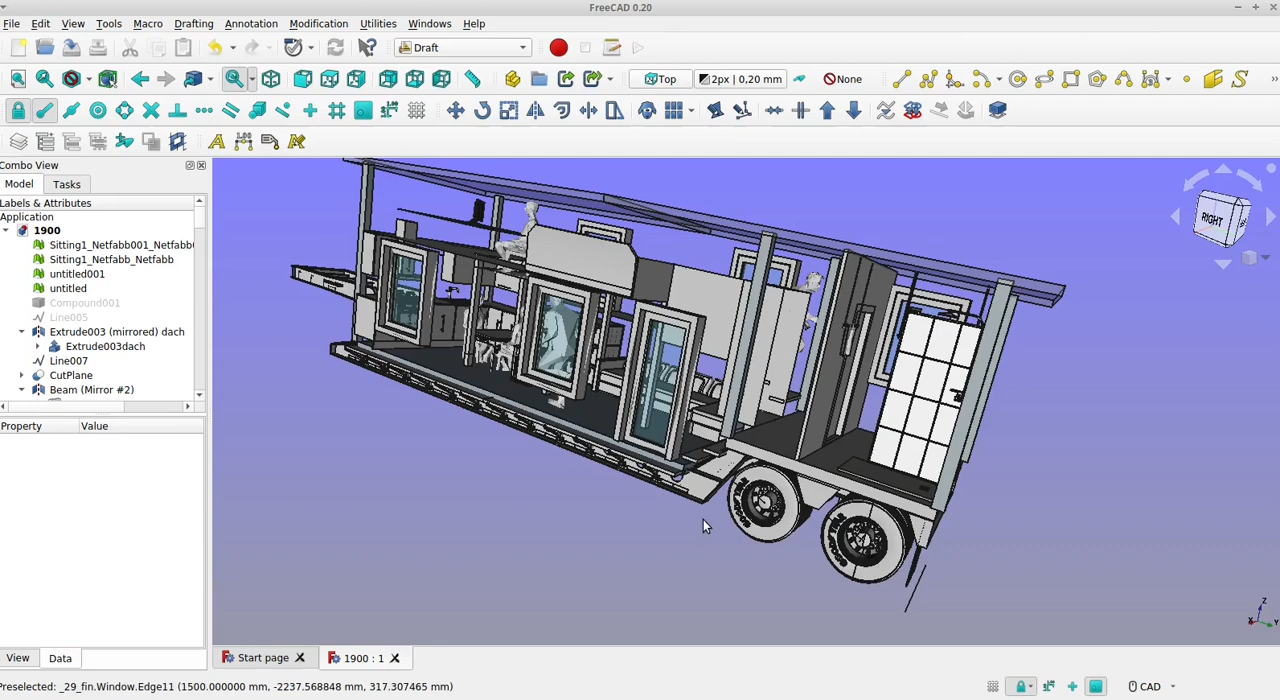 FreeCAD 0.20
File Edit View Tools Macro Drafting Annotation Modification Utilities Windows Help
Draft
Top 2px | 0,20 mm None
Combo View
Model Tasks
Labels & Attributes
Application
1900
Sitting1_Netfabb001_Netfabb
Sitting1_Netfabb_Netfabb
untitled001
untitled
Compound001
Line005
Extrude003 (mirrored) dach
Extrude003dach
Line007
CutPlane
Beam (Mirror #2)
Property Value
RIGHT
Z
X
Y
View Data
Start page
1900 : 1
Preselected: _29_fin.Window.Edge11 (1500.000000 mm, -2237.568848 mm, 317.307465 mm)
CAD